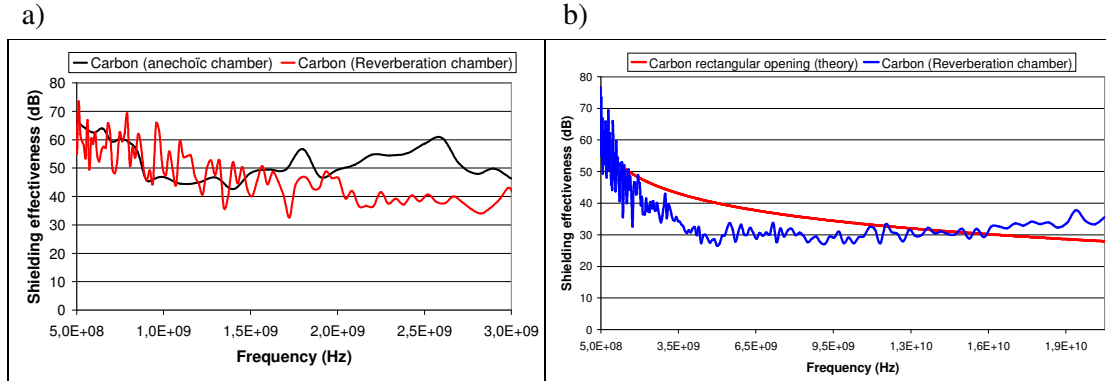 a)
b)
Carbon (anechoïc chamber) Carbon (Reverberation chamber)
Shielding effectiveness (dB)
80
70
60
50
40
30
20
10
0
5,0E+08 1,0E+09 1,5E+09 2,0E+09 2,5E+09 3,0E+09
Frequency (Hz)
Carbon rectangular opening (theory) Carbon (Reverberation chamber)
Shielding effectiveness (dB)
80
70
60
50
40
30
20
10
0
5,0E+08 3,5E+09 6,5E+09 9,5E+09 1,3E+10 1,6E+10 1,9E+10
Frequency (Hz)